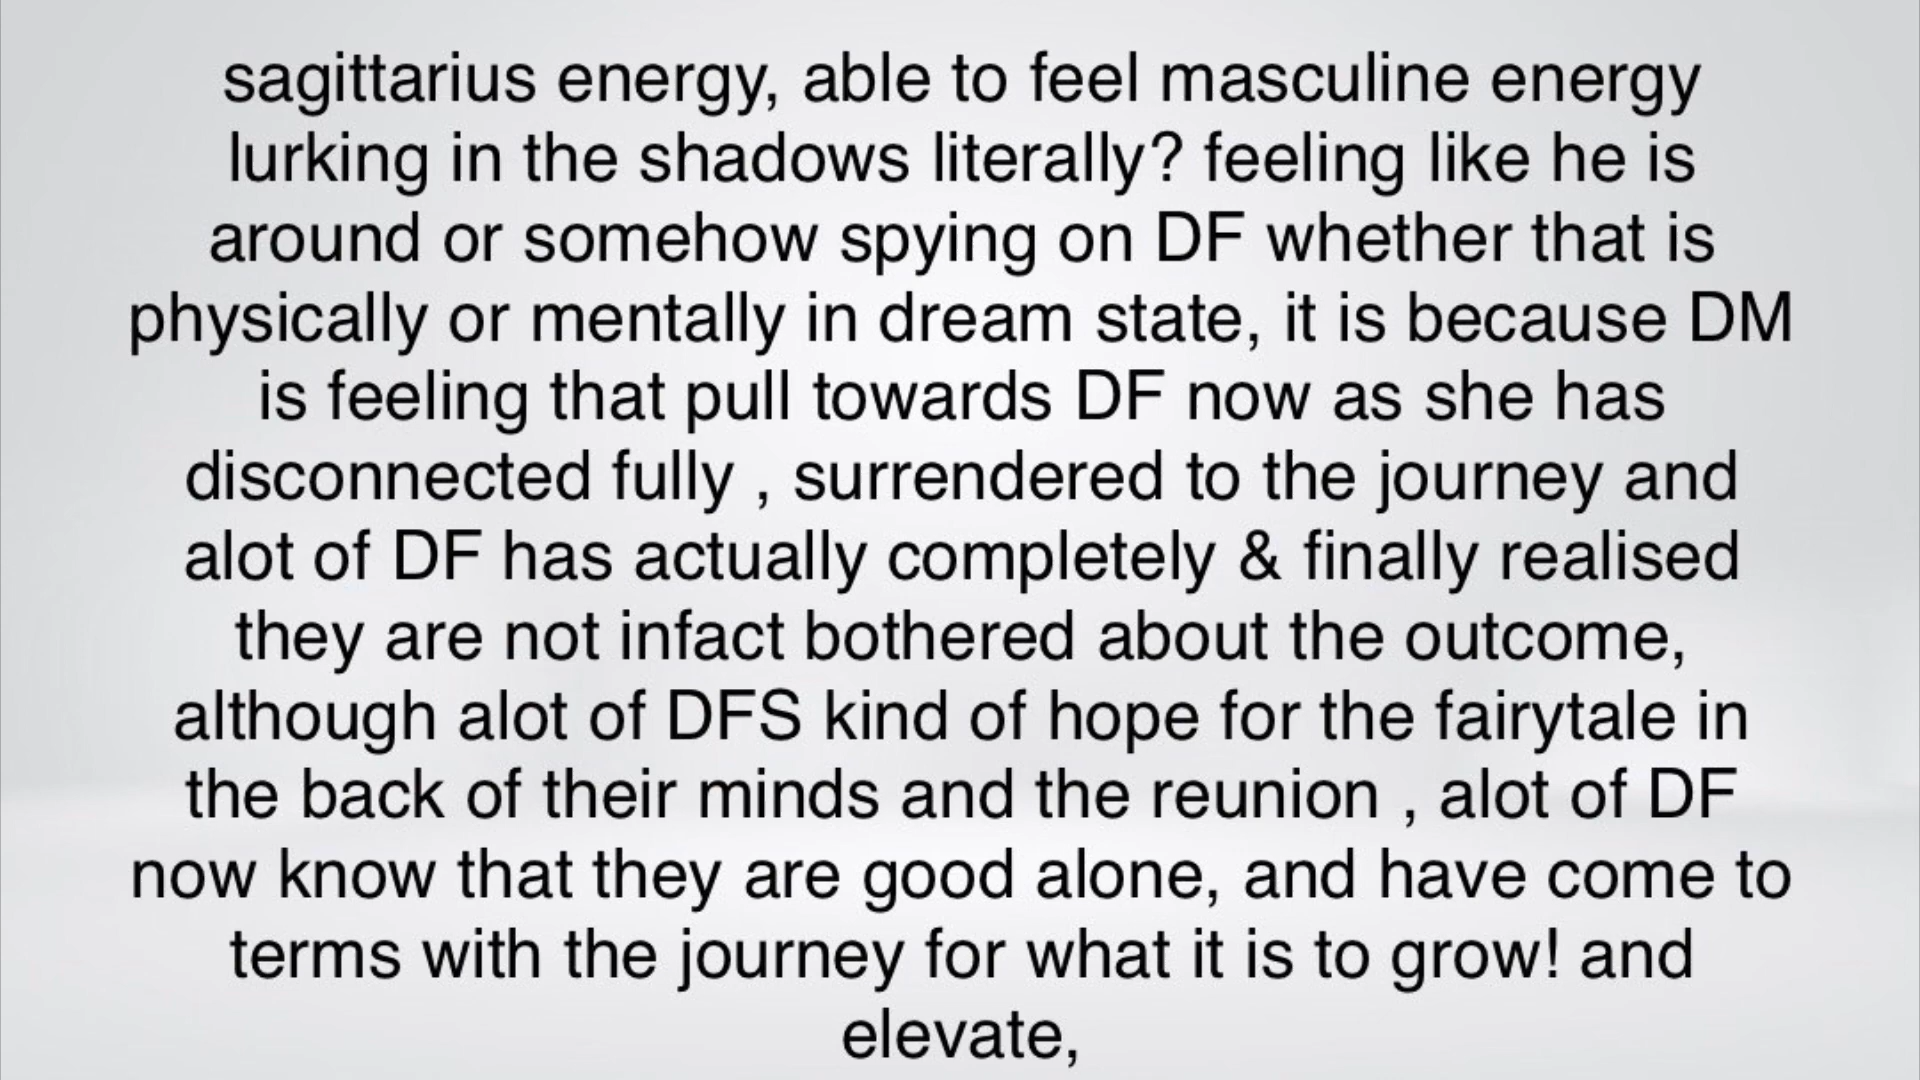 sagittarius energy, able to feel masculine energy
lurking in the shadows literally? feeling like he is
around or somehow spying on DF whether that is
physically or mentally in dream state, it is because DM
is feeling that pull towards DF now as she has
disconnected fully , surrendered to the journey and
alot of DF has actually completely & finally realised
they are not infact bothered about the outcome,
although alot of DFS kind of hope for the fairytale in
the back of their minds and the reunion , alot of DF
now know that they are good alone, and have come to
terms with the journey for what it is to grow! and
elevate,